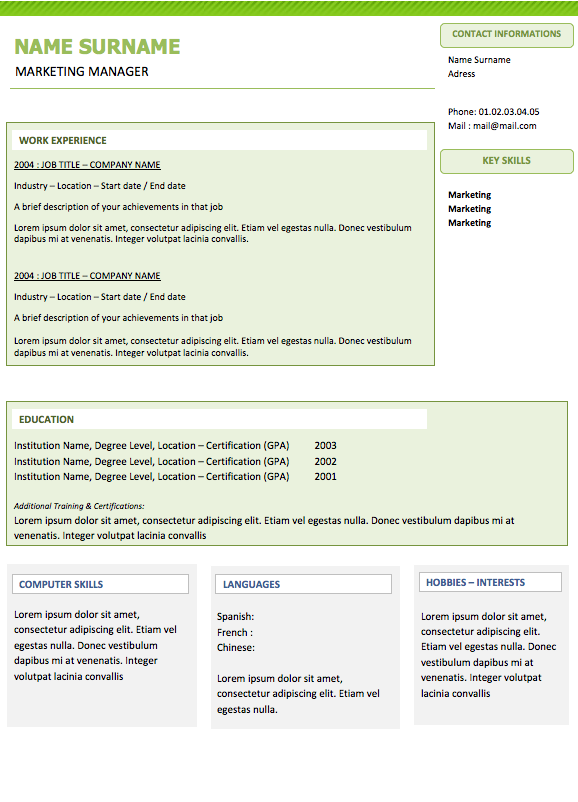 NAME SURNAME
MARKETING MANAGER
CONTACT INFORMATIONS
Name Surname
Adress
Phone: 01.02.03.04.05
Mail : mail@mail.com
KEY SKILLS
Marketing
Marketing
Marketing
WORK EXPERIENCE
2004 : JOB TITLE – COMPANY NAME
Industry – Location – Start date / End date
A brief description of your achievements in that job
Lorem ipsum dolor sit amet, consectetur adipiscing elit. Etiam vel egestas nulla. Donec vestibulum
dapibus mi at venenatis. Integer volutpat lacinia convallis.
2004 : JOB TITLE – COMPANY NAME
Industry – Location – Start date / End date
A brief description of your achievements in that job
Lorem ipsum dolor sit amet, consectetur adipiscing elit. Etiam vel egestas nulla. Donec vestibulum
dapibus mi at venenatis. Integer volutpat lacinia convallis.
EDUCATION
Institution Name, Degree Level, Location – Certification (GPA) 2003
Institution Name, Degree Level, Location – Certification (GPA) 2002
Institution Name, Degree Level, Location – Certification (GPA) 2001
Additional Training & Certifications:
Lorem ipsum dolor sit amet, consectetur adipiscing elit. Etiam vel egestas nulla. Donec vestibulum dapibus mi at
venenatis. Integer volutpat lacinia convallis
COMPUTER SKILLS
Lorem ipsum dolor sit amet,
consectetur adipiscing elit. Etiam vel
egestas nulla. Donec vestibulum
dapibus mi at venenatis. Integer
volutpat lacinia convallis
LANGUAGES
Spanish:
French :
Chinese:
Lorem ipsum dolor sit amet,
consectetur adipiscing elit. Etiam vel
egestas nulla.
HOBBIES – INTERESTS
Lorem ipsum dolor sit amet,
consectetur adipiscing elit.
Etiam vel egestas nulla. Donec
vestibulum dapibus mi at
venenatis. Integer volutpat
lacinia convallis